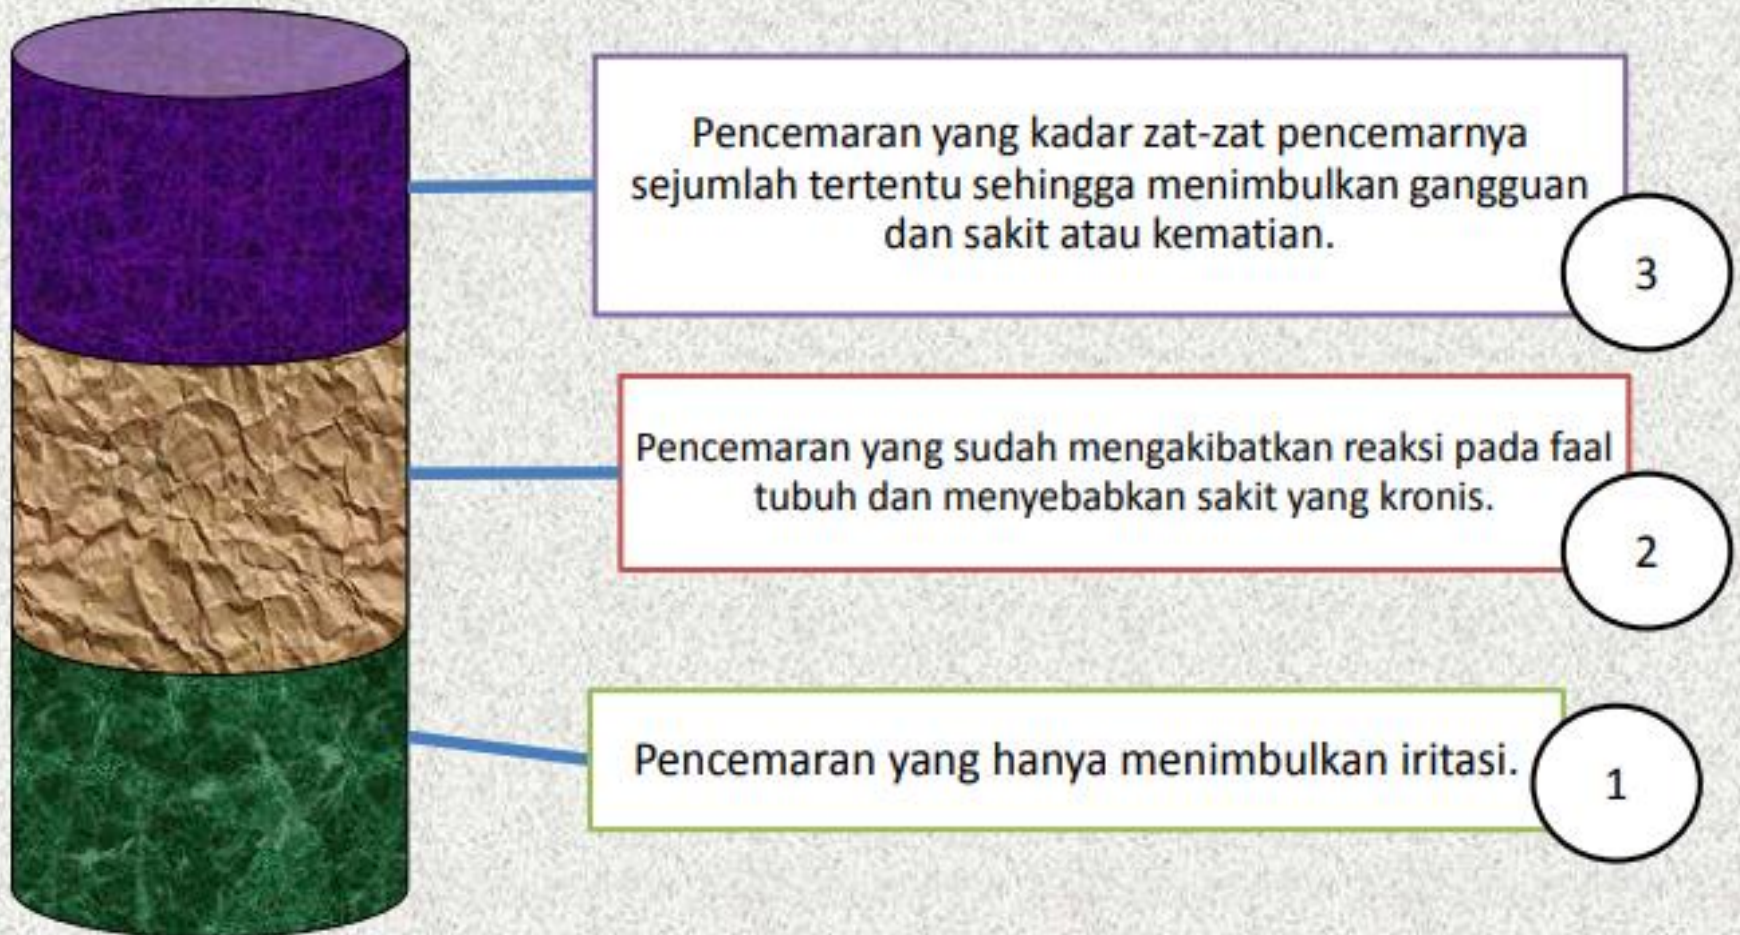 Pencemaran yang kadar zat-zat pencemarnya
sejumlah tertentu sehingga menimbulkan gangguan
dan sakit atau kematian.
3
Pencemaran yang sudah mengakibatkan reaksi pada faal
tubuh dan menyebabkan sakit yang kronis.
2
Pencemaran yang hanya menimbulkan iritasi.
1